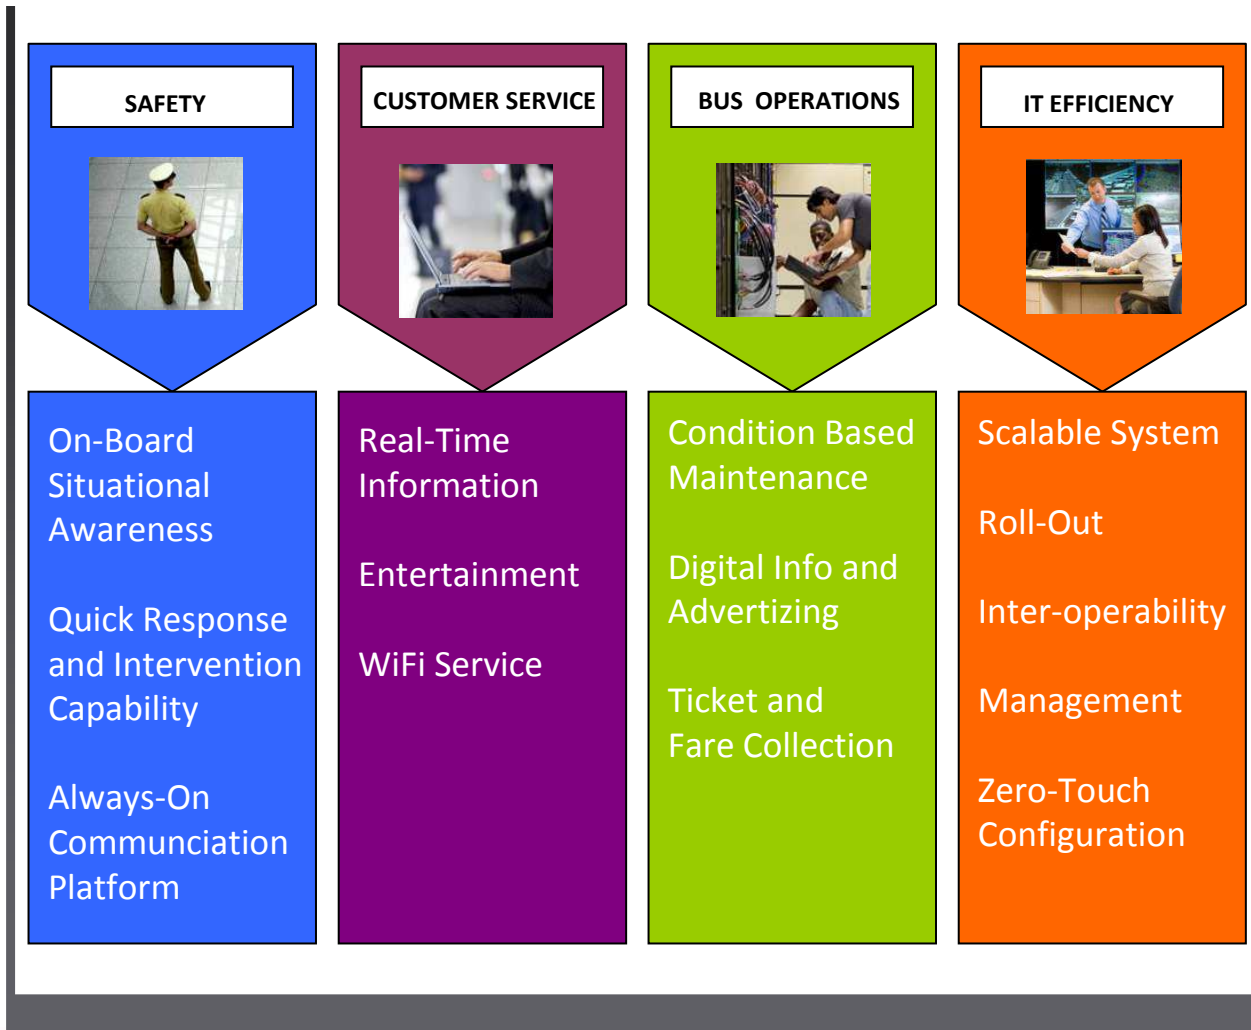 SAFETY
CUSTOMER SERVICE
BUS OPERATIONS
IT EFFICIENCY
On-Board
Situational
Awareness
Quick Response
and Intervention
Capability
Always-On
Communciation
Platform
Real-Time
Information
Entertainment
WiFi Service
Condition Based
Maintenance
Digital Info and
Advertizing
Ticket and
Fare Collection
Scalable System
Roll-Out
Inter-operability
Management
Zero-Touch
Configuration